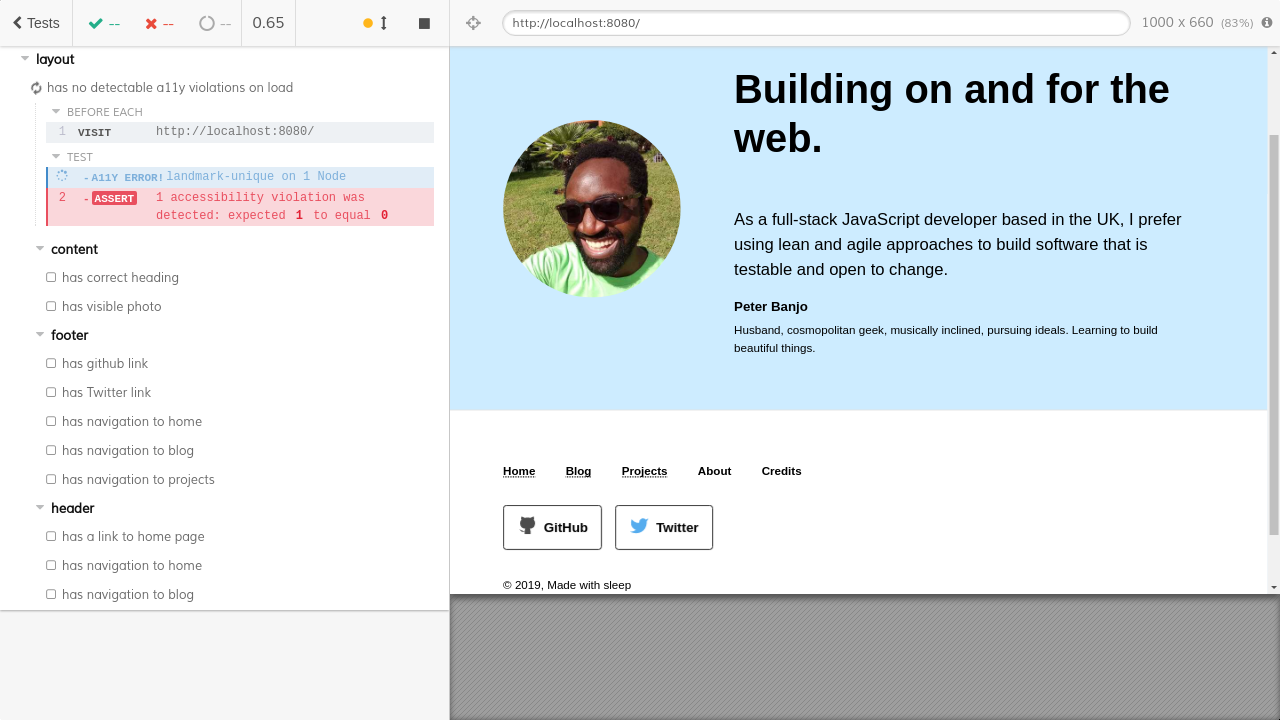 Tests -- -- -- 0.65
http://localhost:8080/
1000 x 660 (83%)
layout
has no detectable a11y violations on load
BEFORE EACH
1 VISIT http://localhost:8080/
TEST
-A11Y ERROR! landmark-unique on 1 Node
2 -ASSERT 1 accessibility violation was
detected: expected 1 to equal 0
content
has correct heading
has visible photo
footer
has github link
has Twitter link
has navigation to home
has navigation to blog
has navigation to projects
header
has a link to home page
has navigation to home
has navigation to blog
Building on and for the
web.
As a full-stack JavaScript developer based in the UK, I prefer
using lean and agile approaches to build software that is
testable and open to change.
Peter Banjo
Husband, cosmopolitan geek, musically inclined, pursuing ideals. Learning to build
beautiful things.
Home Blog Projects About Credits
GitHub Twitter
© 2019, Made with sleep